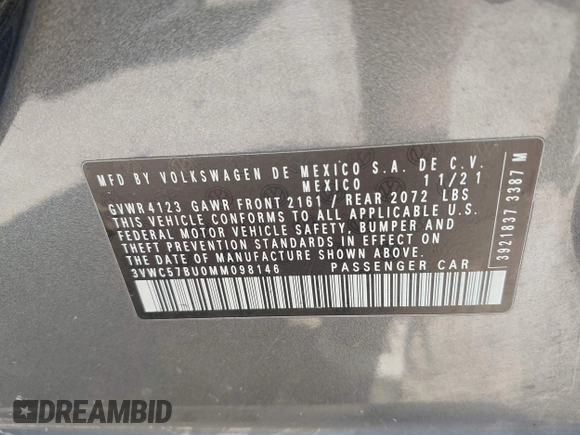 MFD BY VOLKSWAGEN DE MEXICO S.A. DE C.V.
MEXICO 11/21
GVWR 4123 GAWR FRONT 2161 / REAR 2072 LBS
THIS VEHICLE CONFORMS TO ALL APPLICABLE U.S.
FEDERAL MOTOR VEHICLE SAFETY, BUMPER AND
THEFT PREVENTION STANDARDS IN EFFECT ON
THE DATE OF MANUFACTURE SHOWN ABOVE.
3VWC57BU0MM098146 PASSENGER CAR
3921837 3387 M
DREAMBID